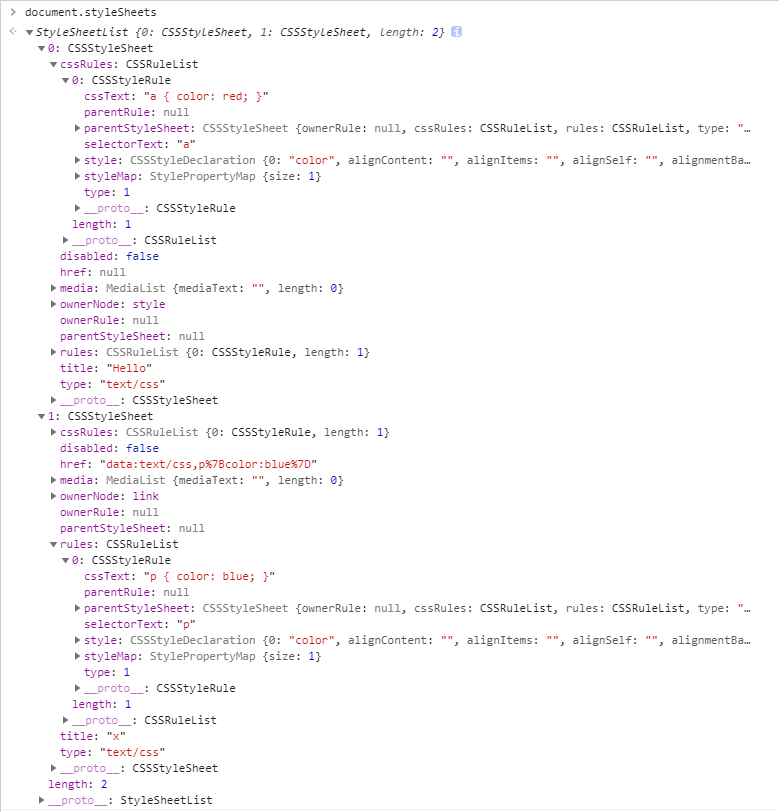 > document.styleSheets
StyleSheetList {0: CSSStyleSheet, 1: CSSStyleSheet, length: 2} i
0: CSSStyleSheet
cssRules: CSSRuleList
0: CSSStyleRule
cssText: "a { color: red; }"
parentRule: null
parentStyleSheet: CSSStyleSheet {ownerRule: null, cssRules: CSSRuleList, rules: CSSRuleList, type: "…
selectorText: "a"
style: CSSStyleDeclaration {0: "color", alignContent: "", alignItems: "", alignSelf: "", alignmentBa…
styleMap: StylePropertyMap {size: 1}
type: 1
__proto__: CSSStyleRule
length: 1
__proto__: CSSRuleList
disabled: false
href: null
media: MediaList {mediaText: "", length: 0}
ownerNode: style
ownerRule: null
parentStyleSheet: null
rules: CSSRuleList {0: CSSStyleRule, length: 1}
title: "Hello"
type: "text/css"
__proto__: CSSStyleSheet
1: CSSStyleSheet
cssRules: CSSRuleList {0: CSSStyleRule, length: 1}
disabled: false
href: "data:text/css,p%7Bcolor:blue%7D"
media: MediaList {mediaText: "", length: 0}
ownerNode: link
ownerRule: null
parentStyleSheet: null
rules: CSSRuleList
0: CSSStyleRule
cssText: "p { color: blue; }"
parentRule: null
parentStyleSheet: CSSStyleSheet {ownerRule: null, cssRules: CSSRuleList, rules: CSSRuleList, type: "…
selectorText: "p"
style: CSSStyleDeclaration {0: "color", alignContent: "", alignItems: "", alignSelf: "", alignmentBa…
styleMap: StylePropertyMap {size: 1}
type: 1
__proto__: CSSStyleRule
length: 1
__proto__: CSSRuleList
title: "x"
type: "text/css"
__proto__: CSSStyleSheet
length: 2
__proto__: StyleSheetList